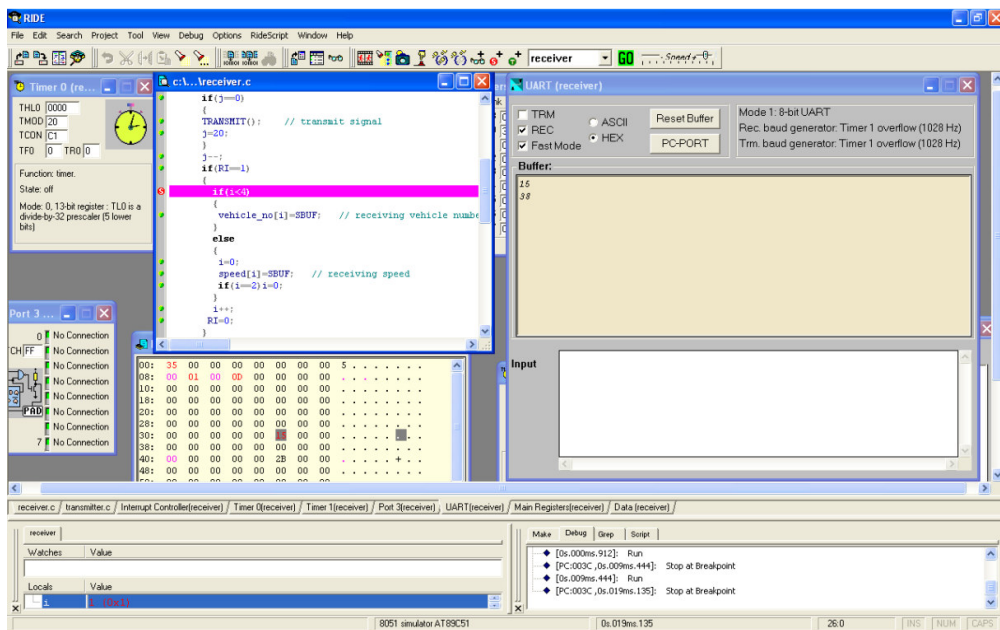 RIDE
File Edit Search Project Tool View Debug Options RideScript Window Help
receiver GO Speed
Timer 0 (re...
THL0 0000
TMOD 20
TCON C1
TF0 0 TR0 0
Function: timer.
State: off
Mode: 0, 13-bit register : TL0 is a
divide-by-32 prescaler (5 lower
bits)
c:\...\receiver.c
if(j==0)
{
TRANSMIT(); // transmit signal
j=20;
}
j--;
if(RI==1)
{
if(i<4)
{
vehicle_no[i]=SBUF; // receiving vehicle numbe
}
else
{
i=0;
speed[i]=SBUF; // receiving speed
if(i==2)i=0;
}
i++;
RI=0;
}
UART (receiver)
TRM
REC
Fast Mode
ASCII
HEX
Reset Buffer
PC-PORT
Mode 1: 8-bit UART
Rec. baud generator: Timer 1 overflow (1028 Hz)
Trm. baud generator: Timer 1 overflow (1028 Hz)
Buffer:
15
38
Input
Port 3 ...
0 No Connection
CH FF No Connection
No Connection
No Connection
No Connection
PAD No Connection
No Connection
7 No Connection
00: 35 00 00 00 00 00 00 00 5 . . . . . . .
08: 00 01 00 0D 00 00 00 00 . . . . . . . .
10: 00 00 00 00 00 00 00 00 . . . . . . . .
18: 00 00 00 00 00 00 00 00 . . . . . . . .
20: 00 00 00 00 00 00 00 00 . . . . . . . .
28: 00 00 00 00 00 00 00 00 . . . . . . . .
30: 00 00 00 00 00 15 00 00 . . . . . . . .
38: 00 00 00 00 00 00 00 00 . . . . . . . .
40: 00 00 00 00 00 2B 00 00 . . . . . + . .
48: 00 00 00 00 00 00 00 00 . . . . . . . .
receiver.c / transmitter.c / Interrupt Controller(receiver) / Timer 0(receiver) / Timer 1(receiver) / Port 3(receiver) / UART(receiver) / Main Registers(receiver) / Data (receiver) /
receiver
Watches Value
Locals Value
i 1 (0x1)
Make Debug Grep Script
[0s.000ms.912]: Run
[PC:003C ,0s.009ms.444]: Stop at Breakpoint
[0s.009ms.444]: Run
[PC:003C ,0s.019ms.135]: Stop at Breakpoint
8051 simulator AT89C51 0s.019ms.135 26:0 INS NUM CAPS